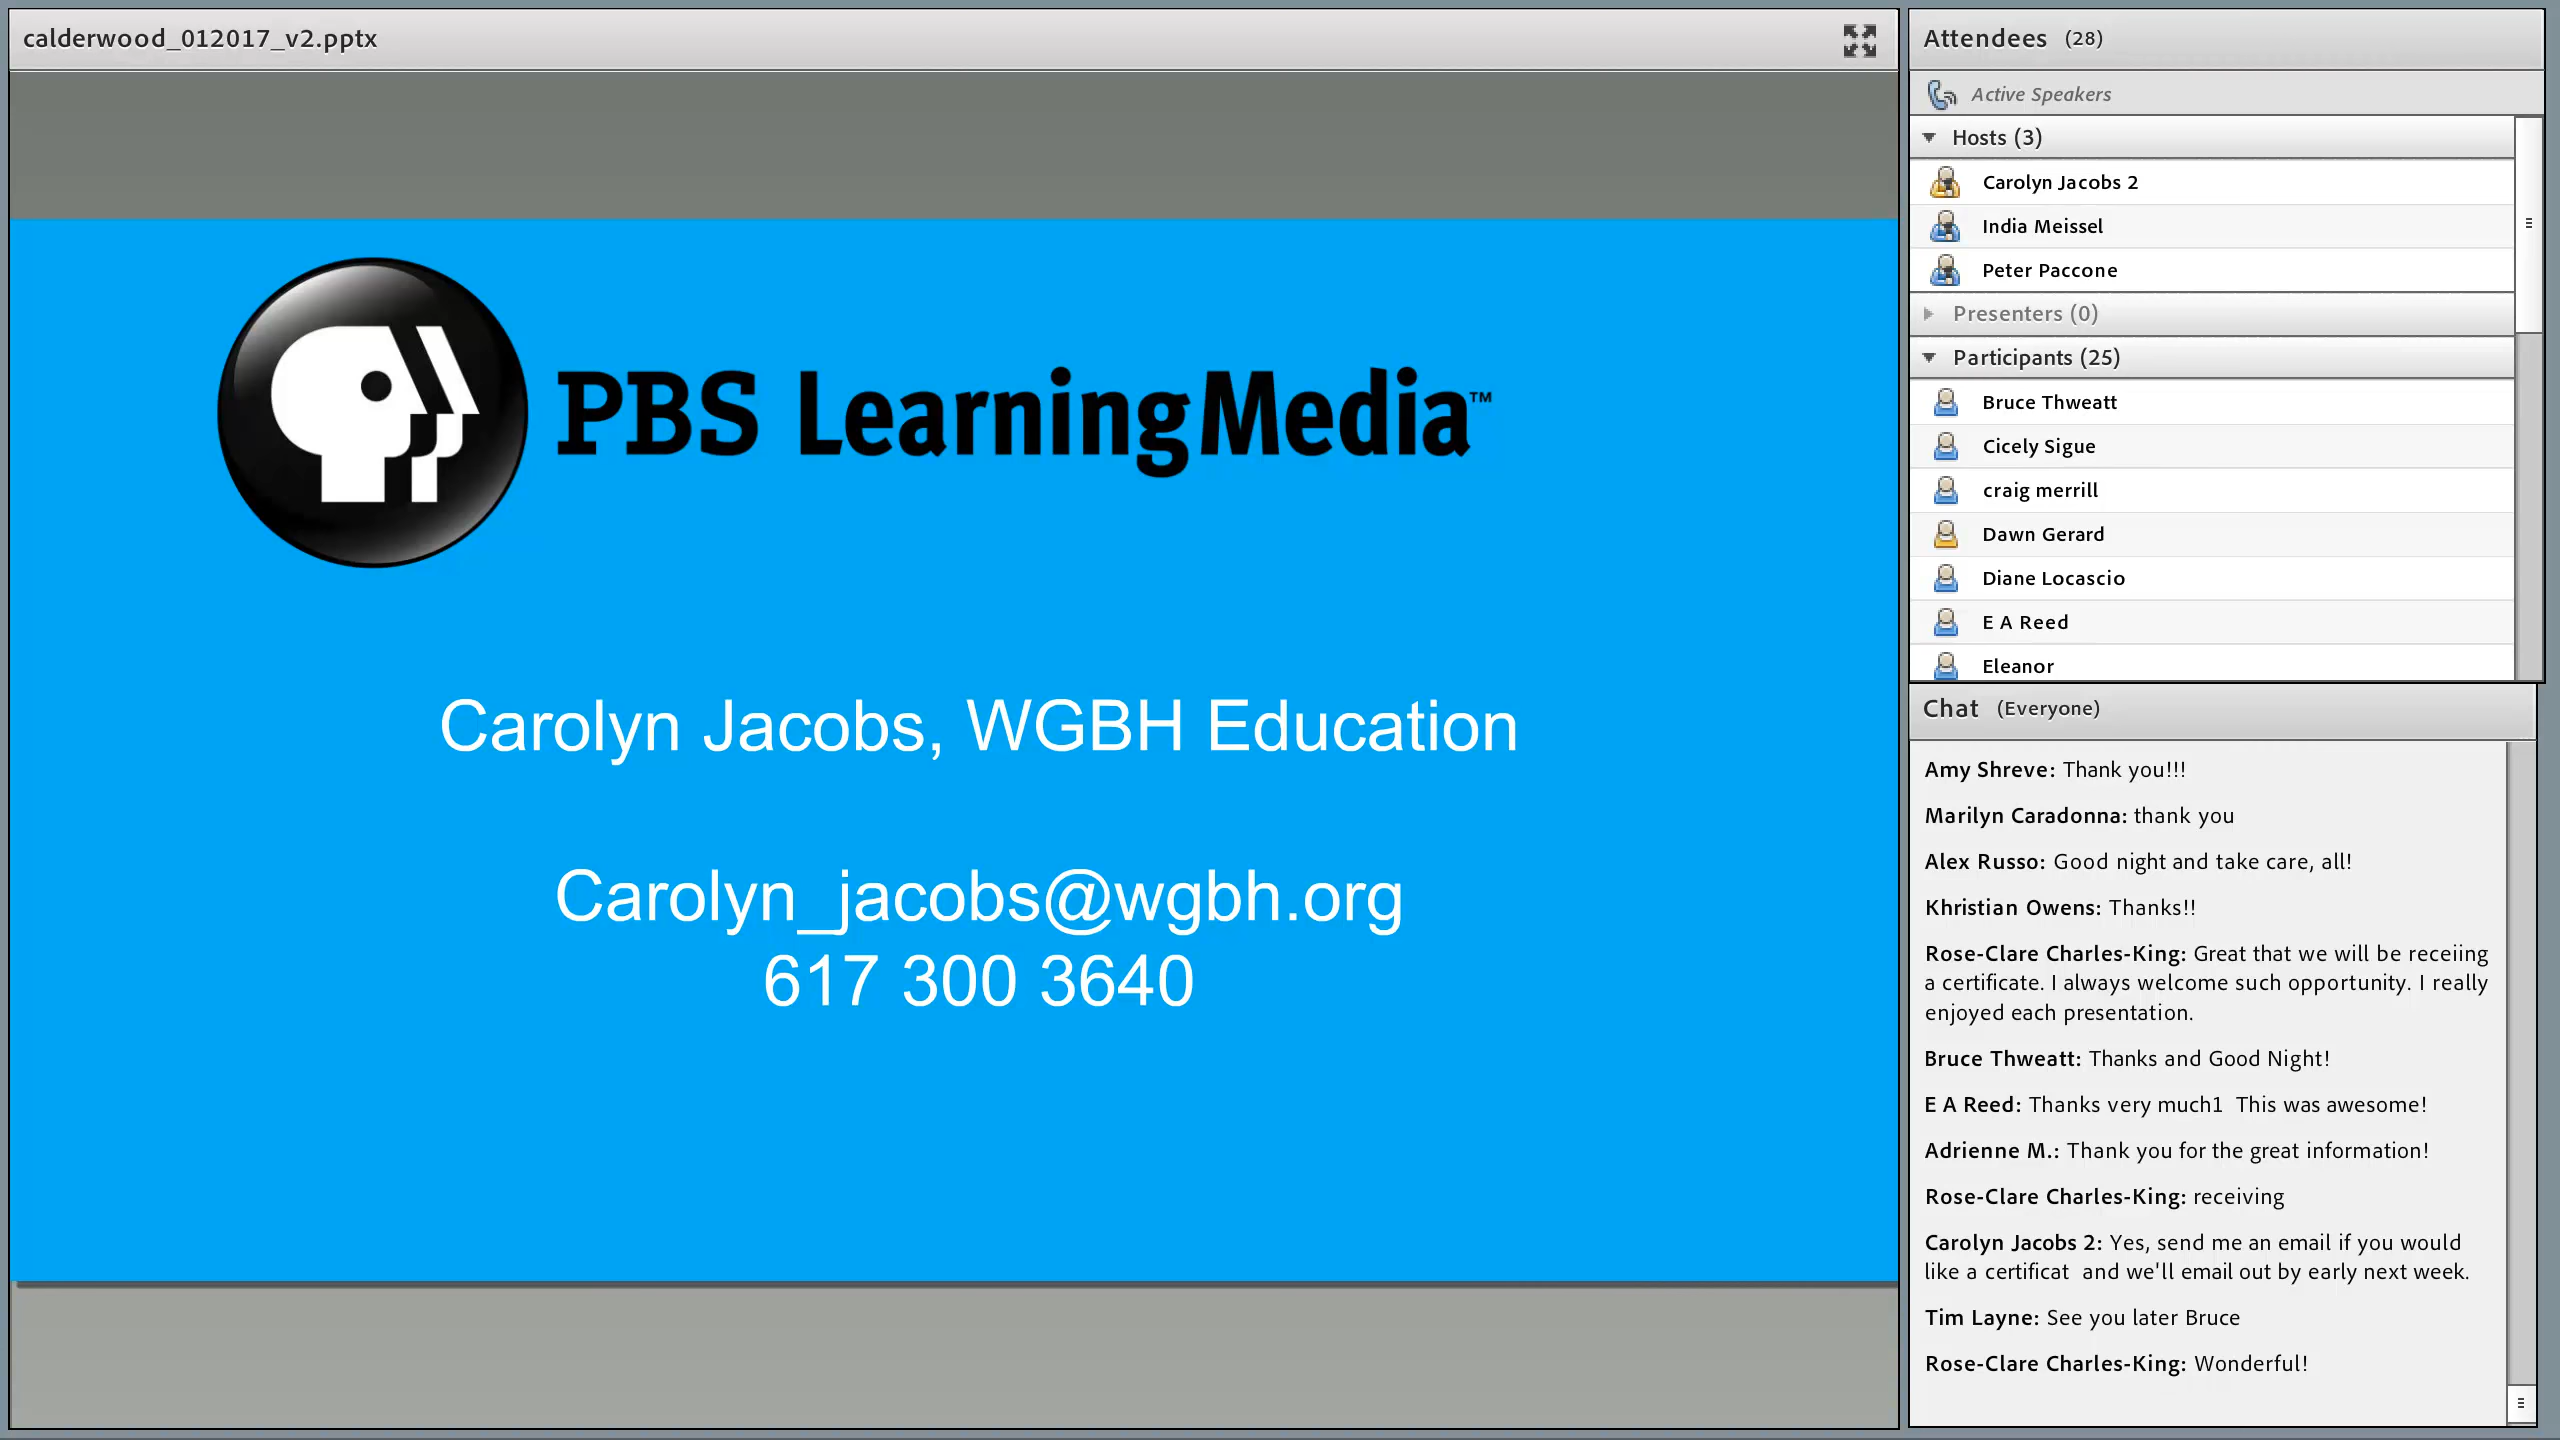 calderwood_012017_v2.pptx
PBS LearningMedia™
Carolyn Jacobs, WGBH Education
Carolyn_jacobs@wgbh.org
617 300 3640
Attendees (28)
Active Speakers
Hosts (3)
Carolyn Jacobs 2
India Meissel
Peter Paccone
Presenters (0)
Participants (25)
Bruce Thweatt
Cicely Sigue
craig merrill
Dawn Gerard
Diane Locascio
E A Reed
Eleanor
Chat (Everyone)
Amy Shreve: Thank you!!!
Marilyn Caradonna: thank you
Alex Russo: Good night and take care, all!
Khristian Owens: Thanks!!
Rose-Clare Charles-King: Great that we will be receiing
a certificate. I always welcome such opportunity. I really
enjoyed each presentation.
Bruce Thweatt: Thanks and Good Night!
E A Reed: Thanks very much1  This was awesome!
Adrienne M.: Thank you for the great information!
Rose-Clare Charles-King: receiving
Carolyn Jacobs 2: Yes, send me an email if you would
like a certificat  and we'll email out by early next week.
Tim Layne: See you later Bruce
Rose-Clare Charles-King: Wonderful!